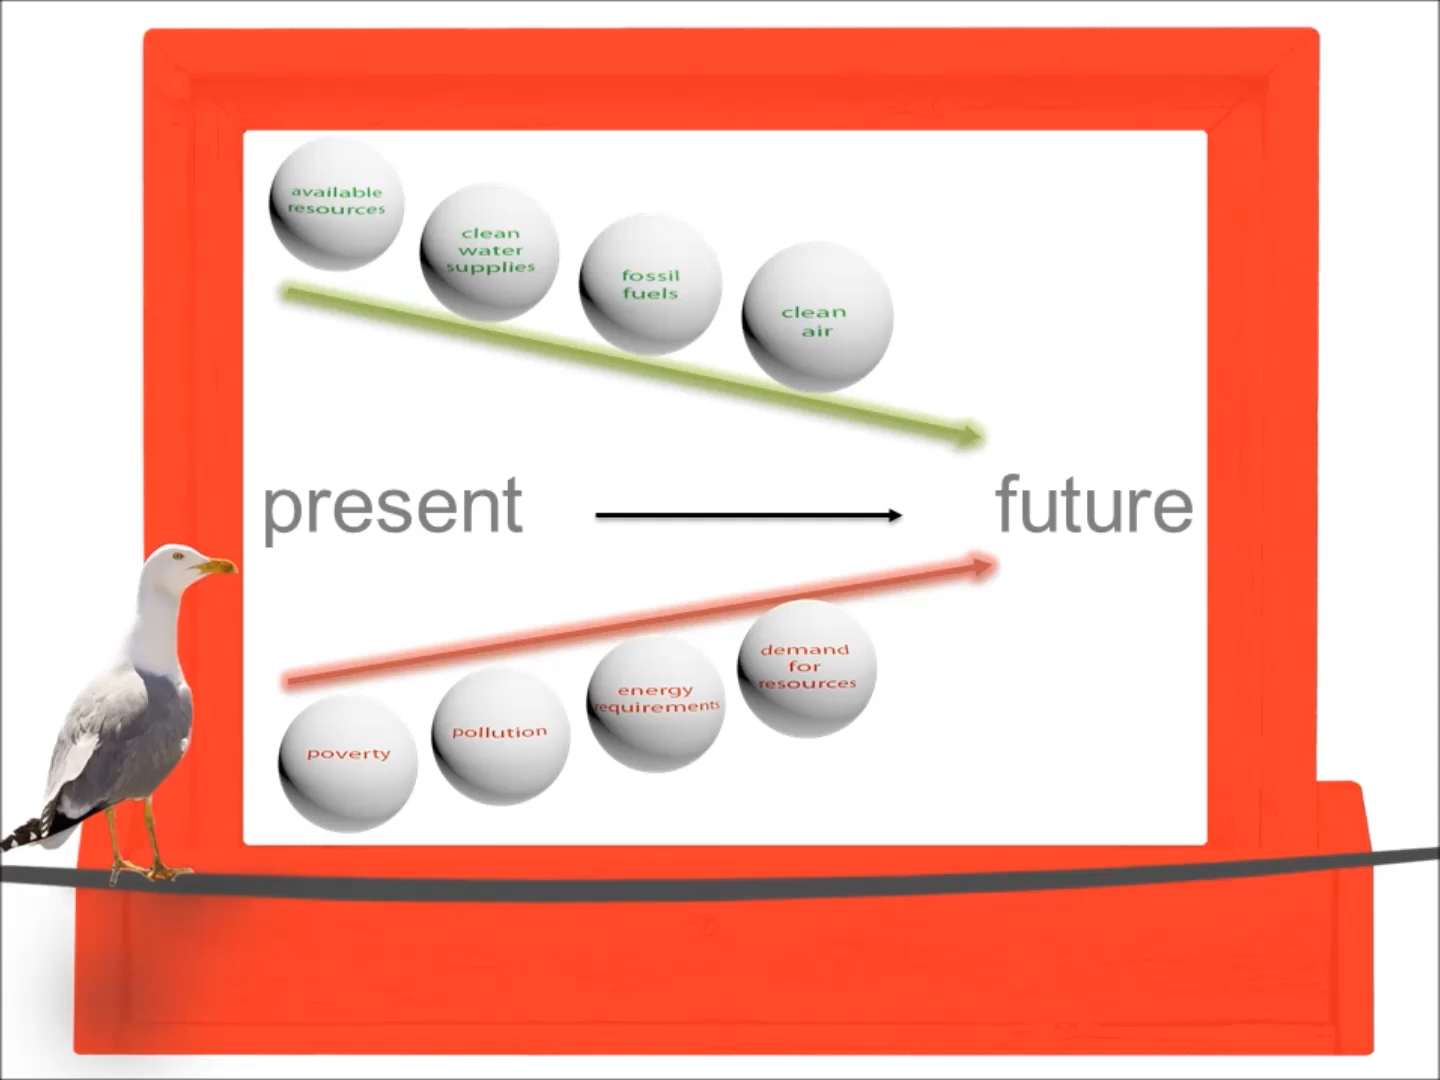 available
resources
clean
water
supplies
fossil
fuels
clean
air
present
future
poverty
pollution
energy
requirements
demand
for
resources